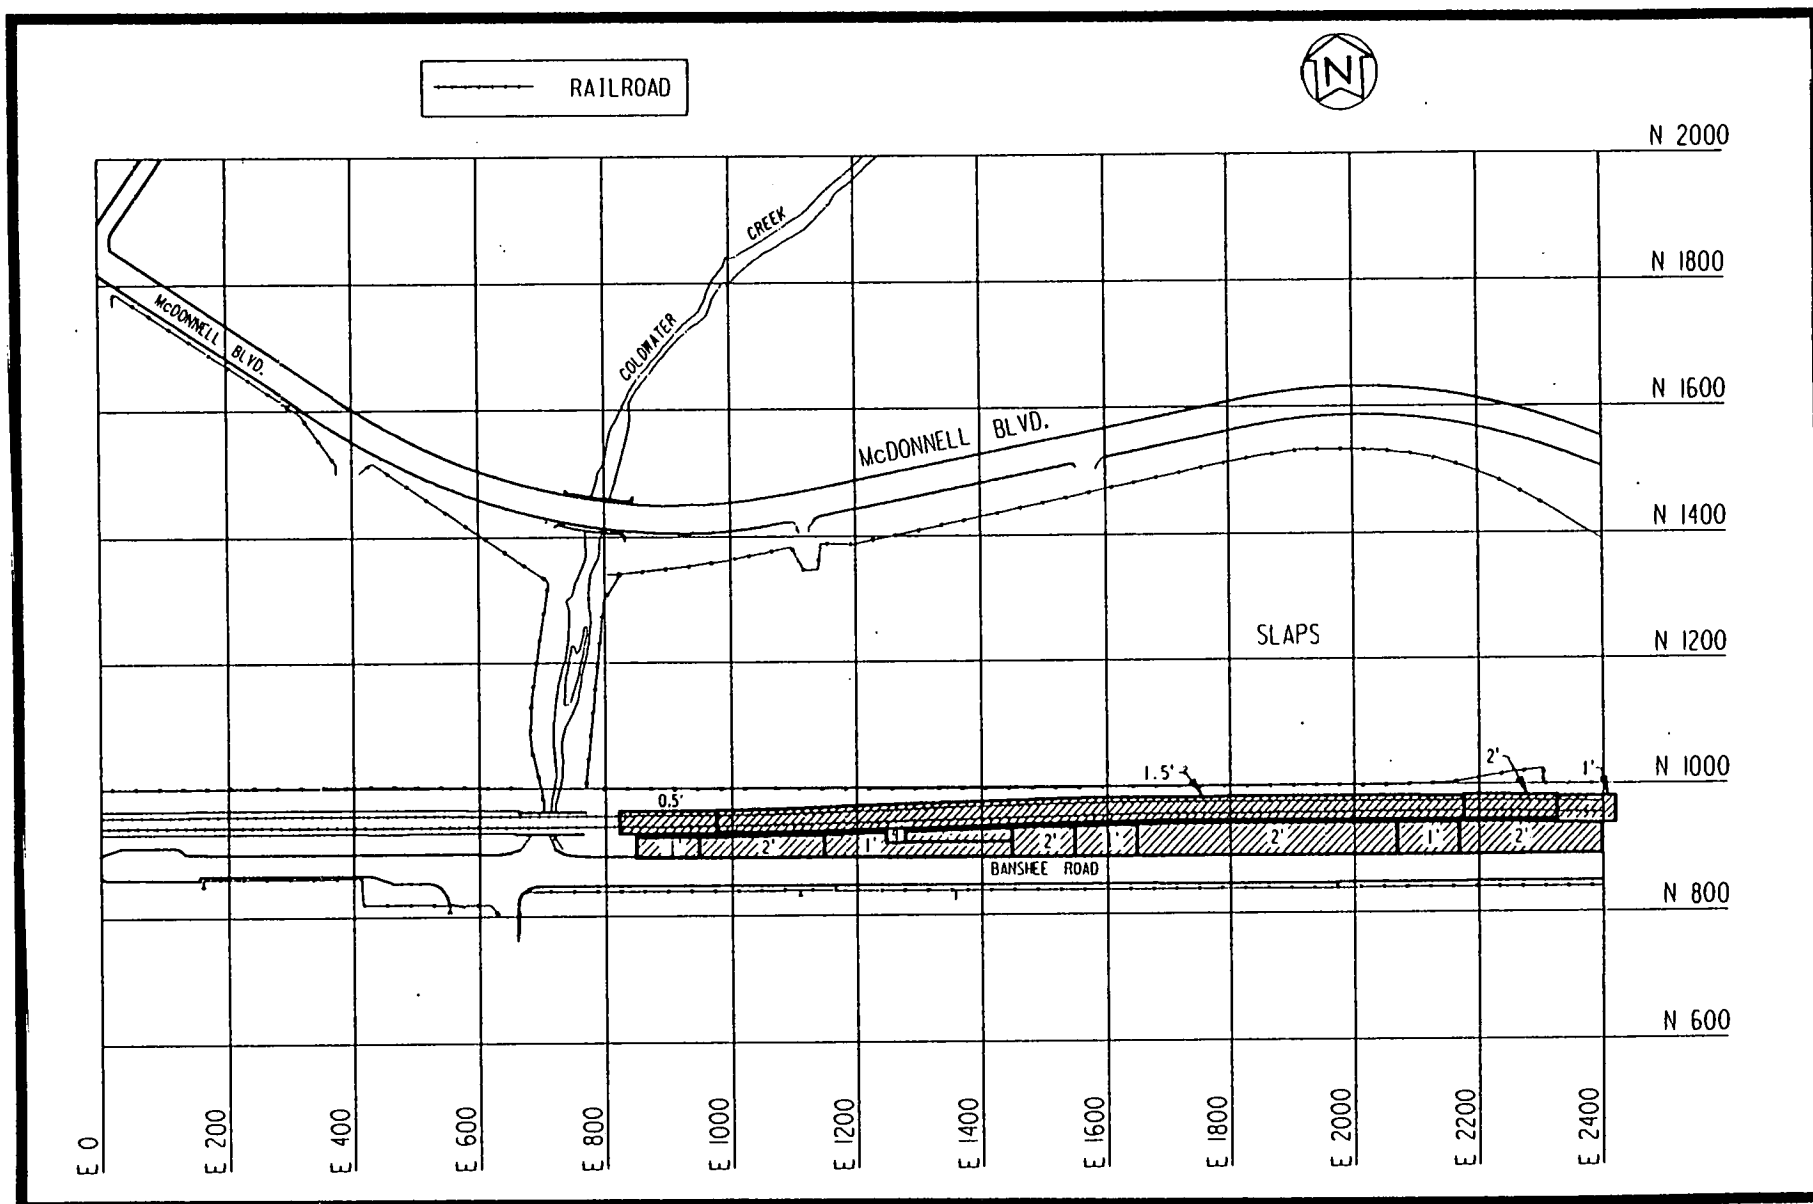 RAILROAD
N
N 2000
CREEK
N 1800
McDONNELL BLVD.
COLDWATER
N 1600
McDONNELL BLVD.
N 1400
SLAPS
N 1200
2'
1.5'
1'
N 1000
0.5'
4'
1'
2'
1'
2'
1'
2'
1'
2'
BANSHEE ROAD
N 800
N 600
E 0
E 200
E 400
E 600
E 800
E 1000
E 1200
E 1400
E 1600
E 1800
E 2000
E 2200
E 2400